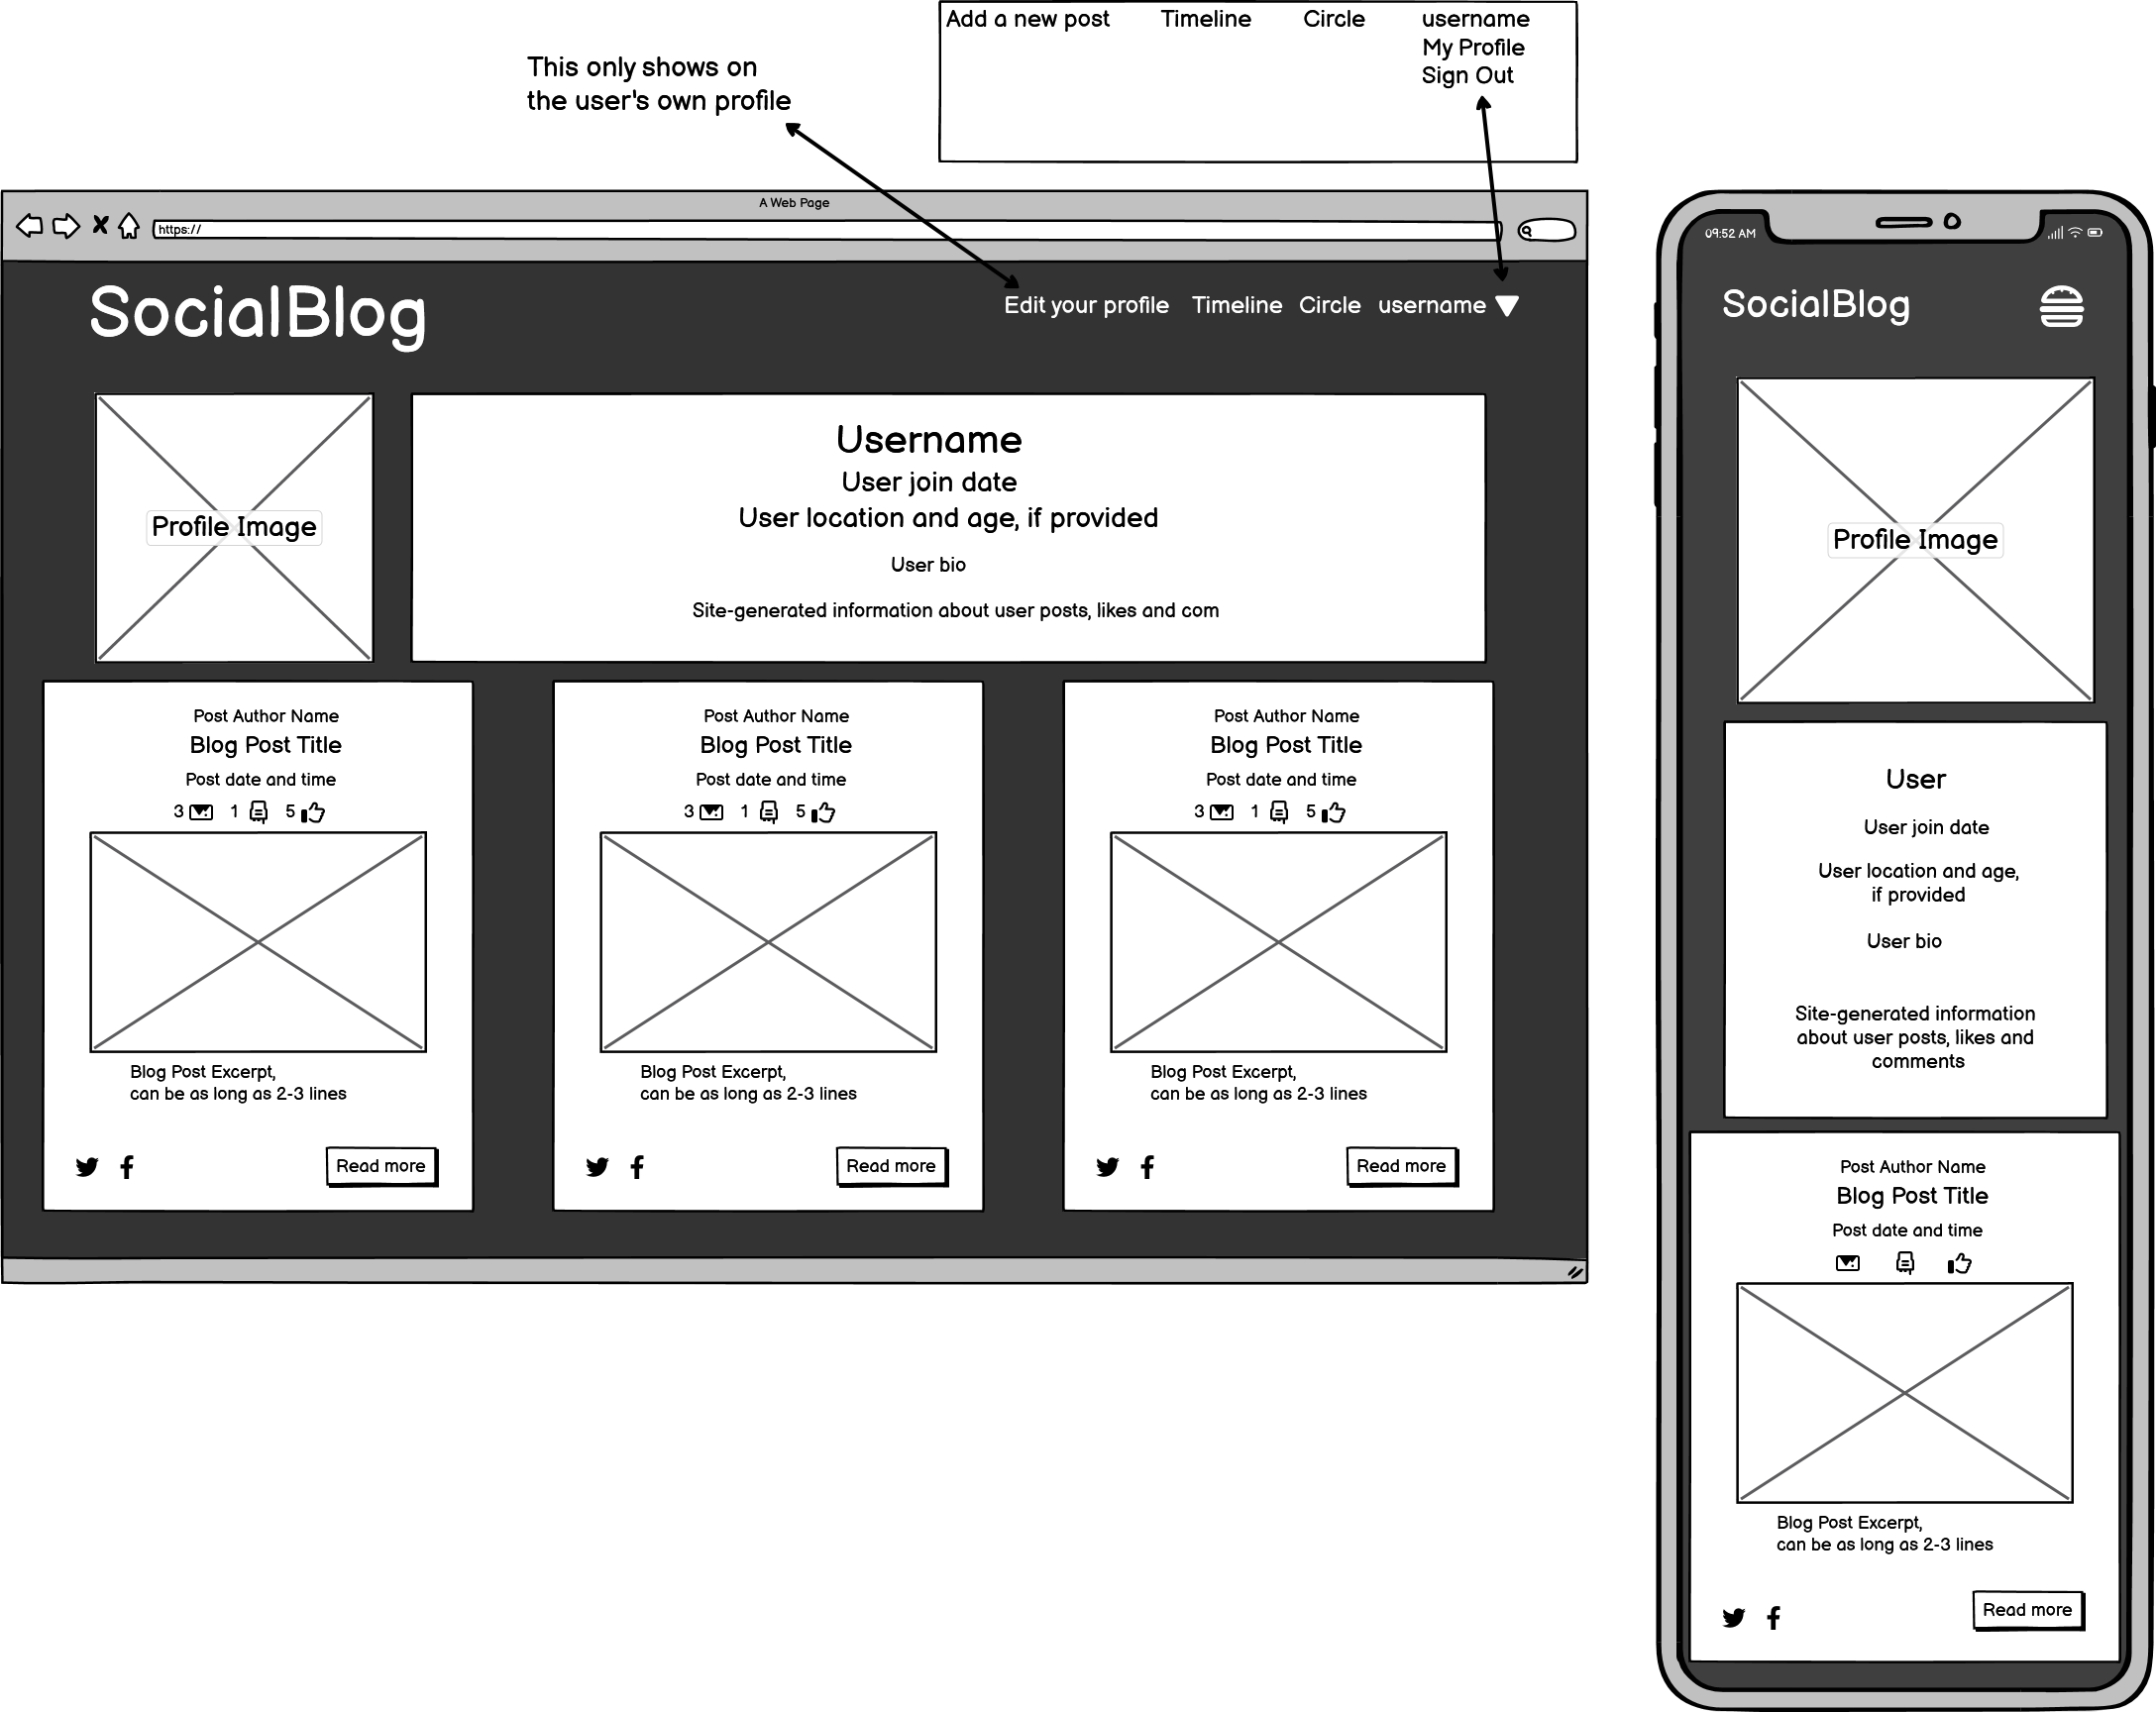 Add a new post Timeline Circle username
My Profile
Sign Out
This only shows on
the user's own profile
A Web Page
https://
SocialBlog
Edit your profile Timeline Circle username
Profile Image
Username
User join date
User location and age, if provided
User bio
Site-generated information about user posts, likes and com
Post Author Name
Blog Post Title
Post date and time
3 1 5
Blog Post Excerpt,
can be as long as 2-3 lines
Read more
Post Author Name
Blog Post Title
Post date and time
3 1 5
Blog Post Excerpt,
can be as long as 2-3 lines
Read more
Post Author Name
Blog Post Title
Post date and time
3 1 5
Blog Post Excerpt,
can be as long as 2-3 lines
Read more
09:52 AM
SocialBlog
Profile Image
User
User join date
User location and age,
if provided
User bio
Site-generated information
about user posts, likes and
comments
Post Author Name
Blog Post Title
Post date and time
Blog Post Excerpt,
can be as long as 2-3 lines
Read more